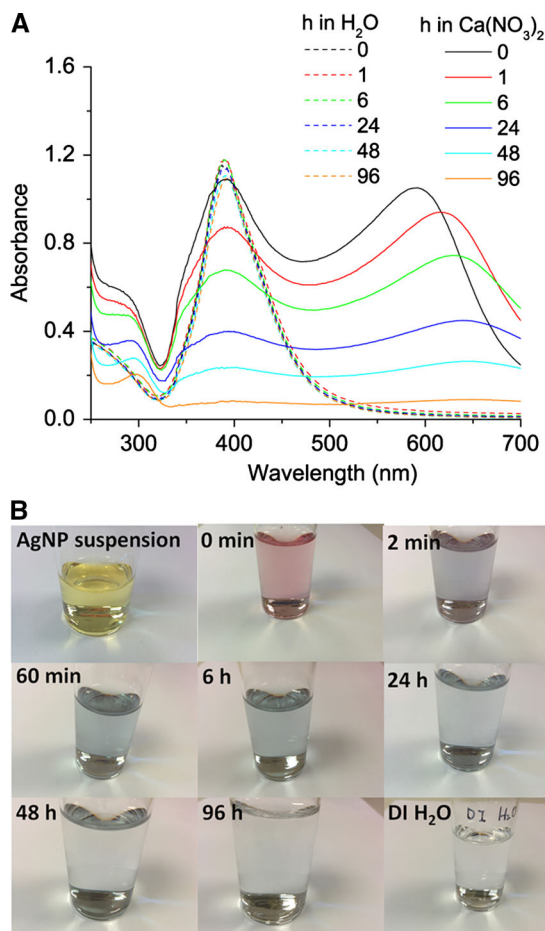 A
h in H₂O
0
1
6
24
48
96
h in Ca(NO₃)₂
0
1
6
24
48
96
Absorbance
1.6
1.2
0.8
0.4
0.0
300
400
500
600
700
Wavelength (nm)
B
AgNP suspension
0 min
2 min
60 min
6 h
24 h
48 h
96 h
DI H₂O
DI H₂O